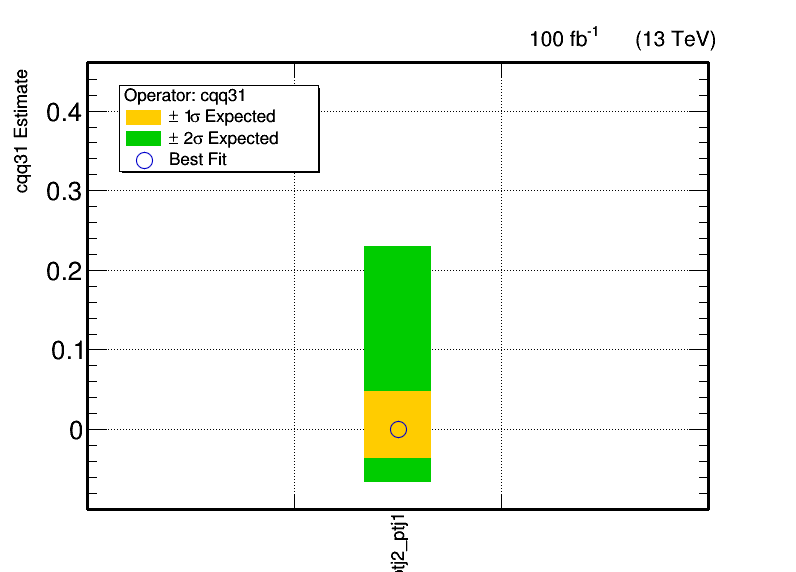 100 fb-1 (13 TeV)
cqq31 Estimate
Operator: cqq31
± 1σ Expected
± 2σ Expected
Best Fit
0.4
0.3
0.2
0.1
0
ptj2_ptj1